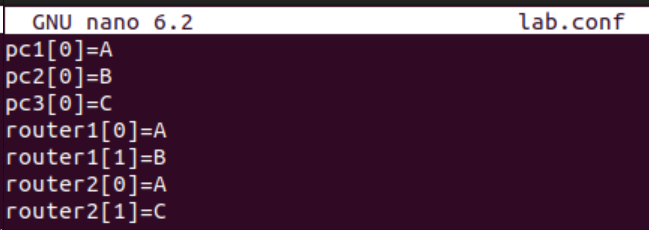 GNU nano 6.2 lab.conf
pc1[0]=A
pc2[0]=B
pc3[0]=C
router1[0]=A
router1[1]=B
router2[0]=A
router2[1]=C